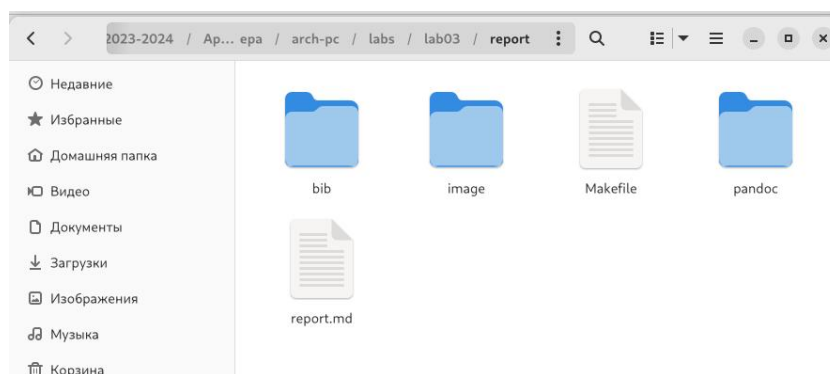 2023-2024 / Ap... epa / arch-pc / labs / lab03 / report
Недавние
Избранные
Домашняя папка
Видео
Документы
Загрузки
Изображения
Музыка
Корзина
bib
image
Makefile
pandoc
report.md